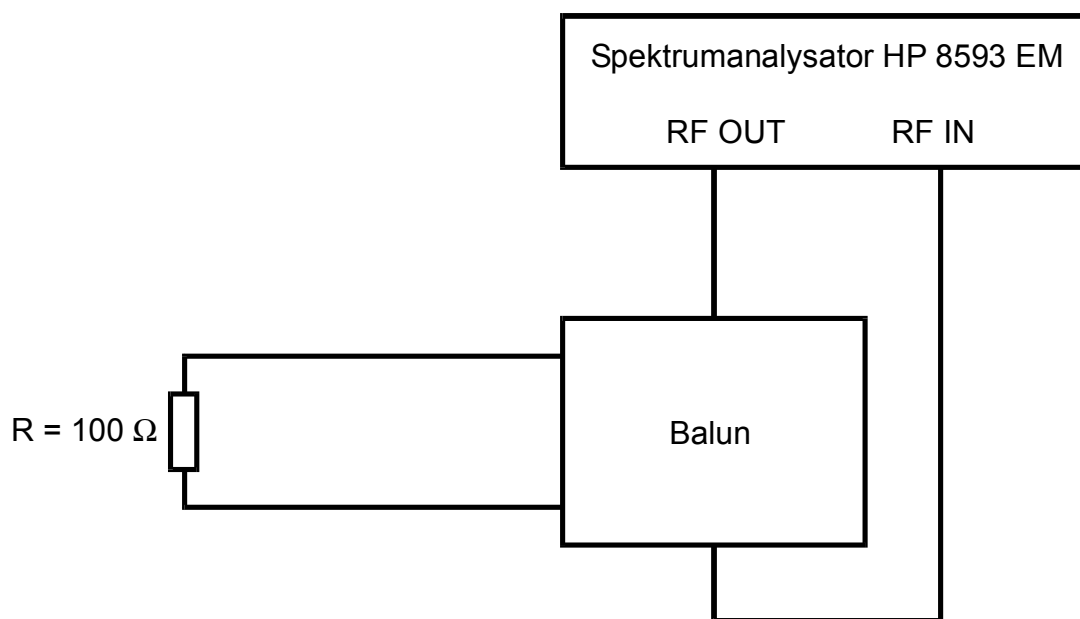 Spektrumanalysator HP 8593 EM
RF OUT RF IN
R = 100 Ω
Balun